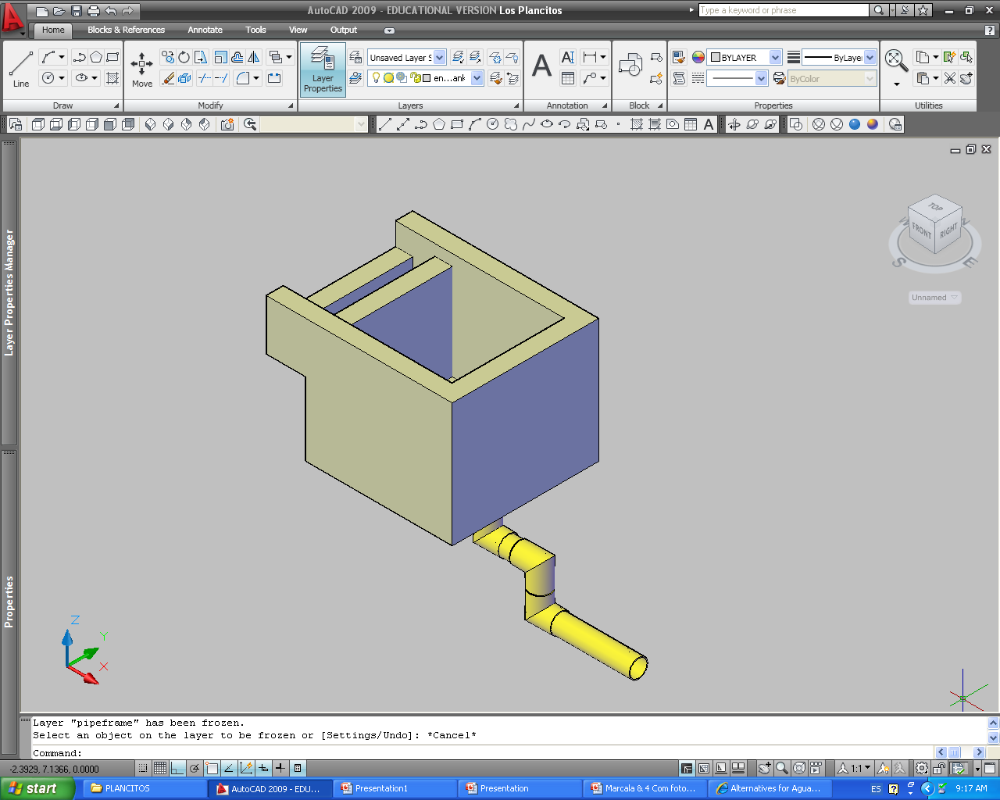 AutoCAD 2009 - EDUCATIONAL VERSION Los Plancitos
Type a keyword or phrase
Home Blocks & References Annotate Tools View Output
Line
Move
Layer Properties
Unsaved Layer S
en...ank
A
BYLAYER
ByLayer
ByColor
Draw Modify Layers Annotation Block Properties Utilities
A
Layer Properties Manager
Properties
TOP
FRONT
RIGHT
W
N
S
E
Unnamed
Z
Y
X
Layer "pipeframe" has been frozen.
Select an object on the layer to be frozen or [Settings/Undo]: *Cancel*
Command:
-2.3929, 7.1366, 0.0000
1:1
start PLANCITOS AutoCAD 2009 - EDU... Presentation1 Presentation Marcala & 4 Com foto... Alternatives for Agua... ES 9:17 AM